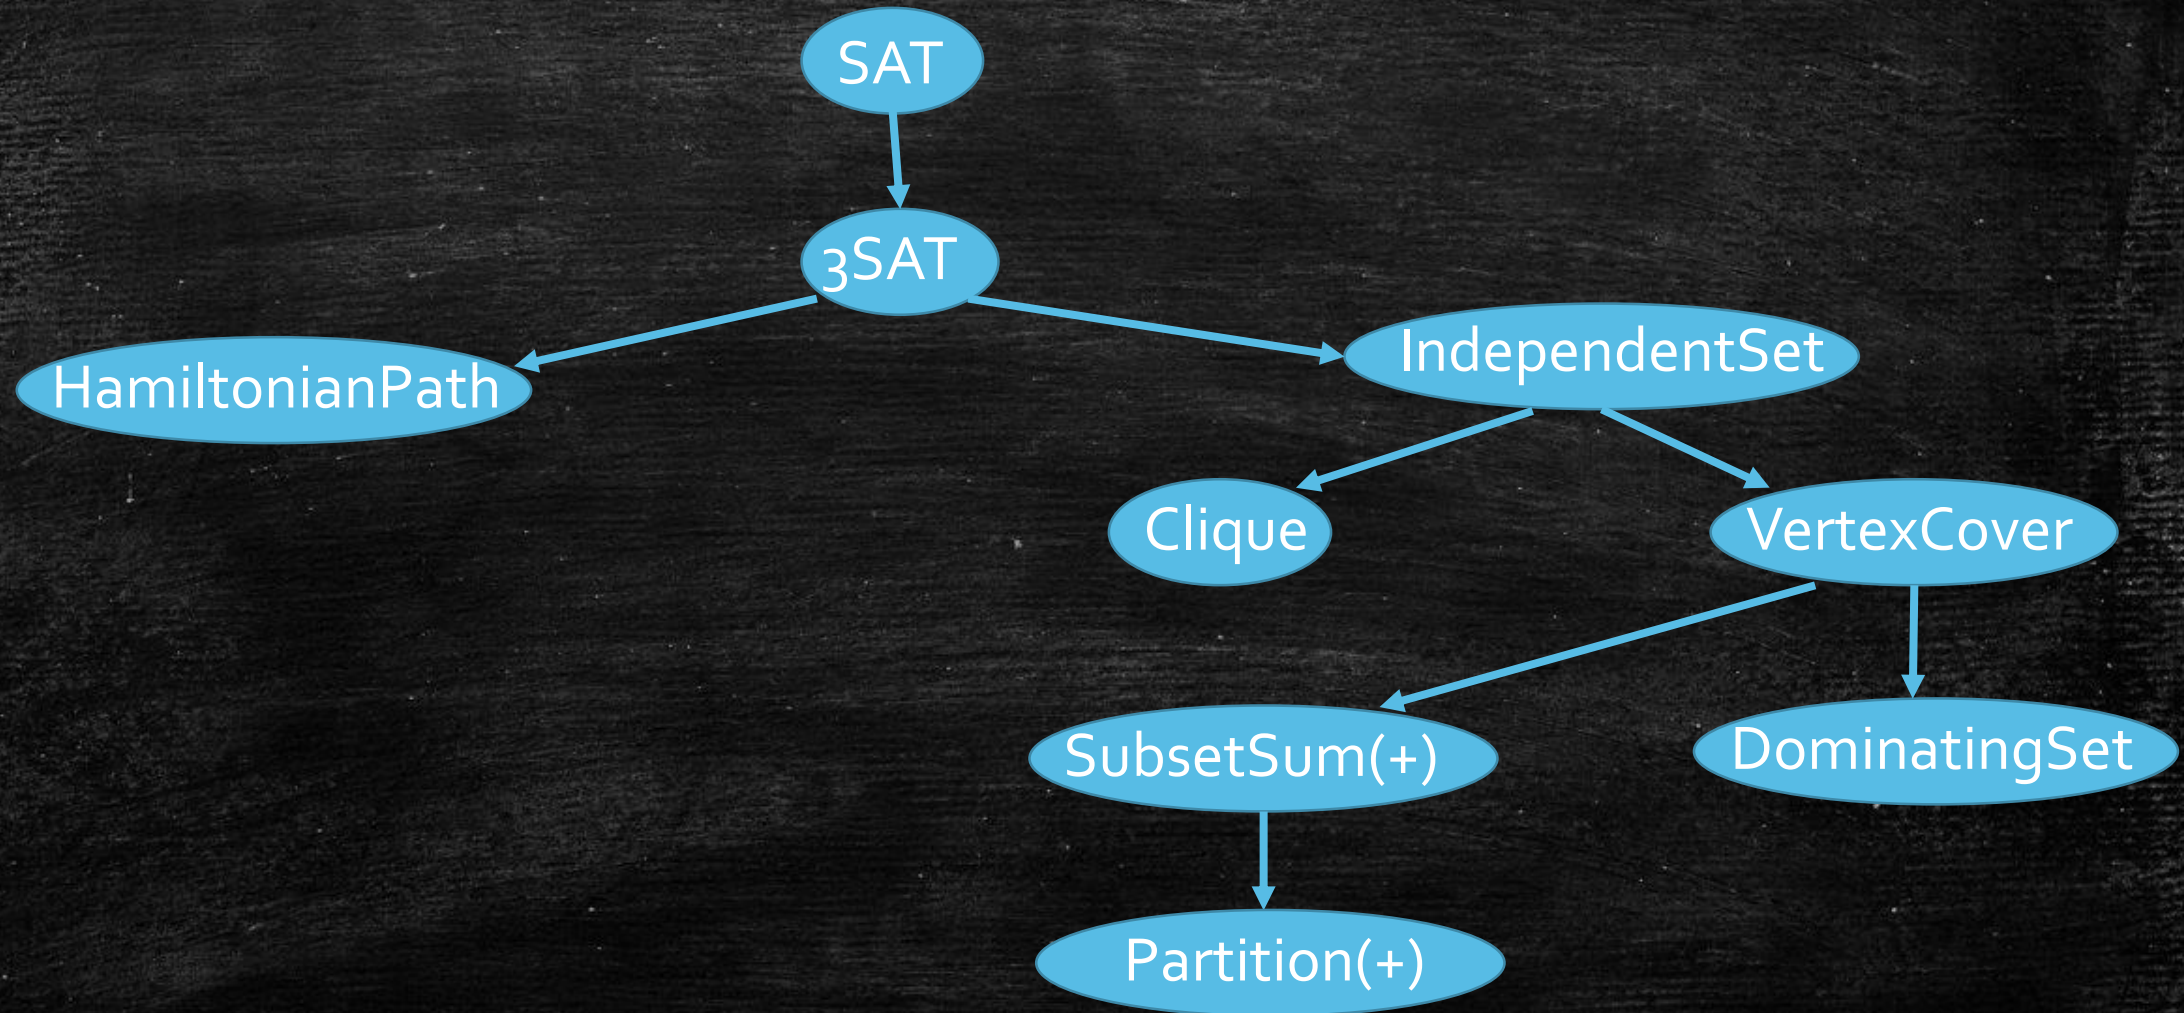 SAT
3SAT
HamiltonianPath
IndependentSet
Clique
VertexCover
SubsetSum(+)
DominatingSet
Partition(+)